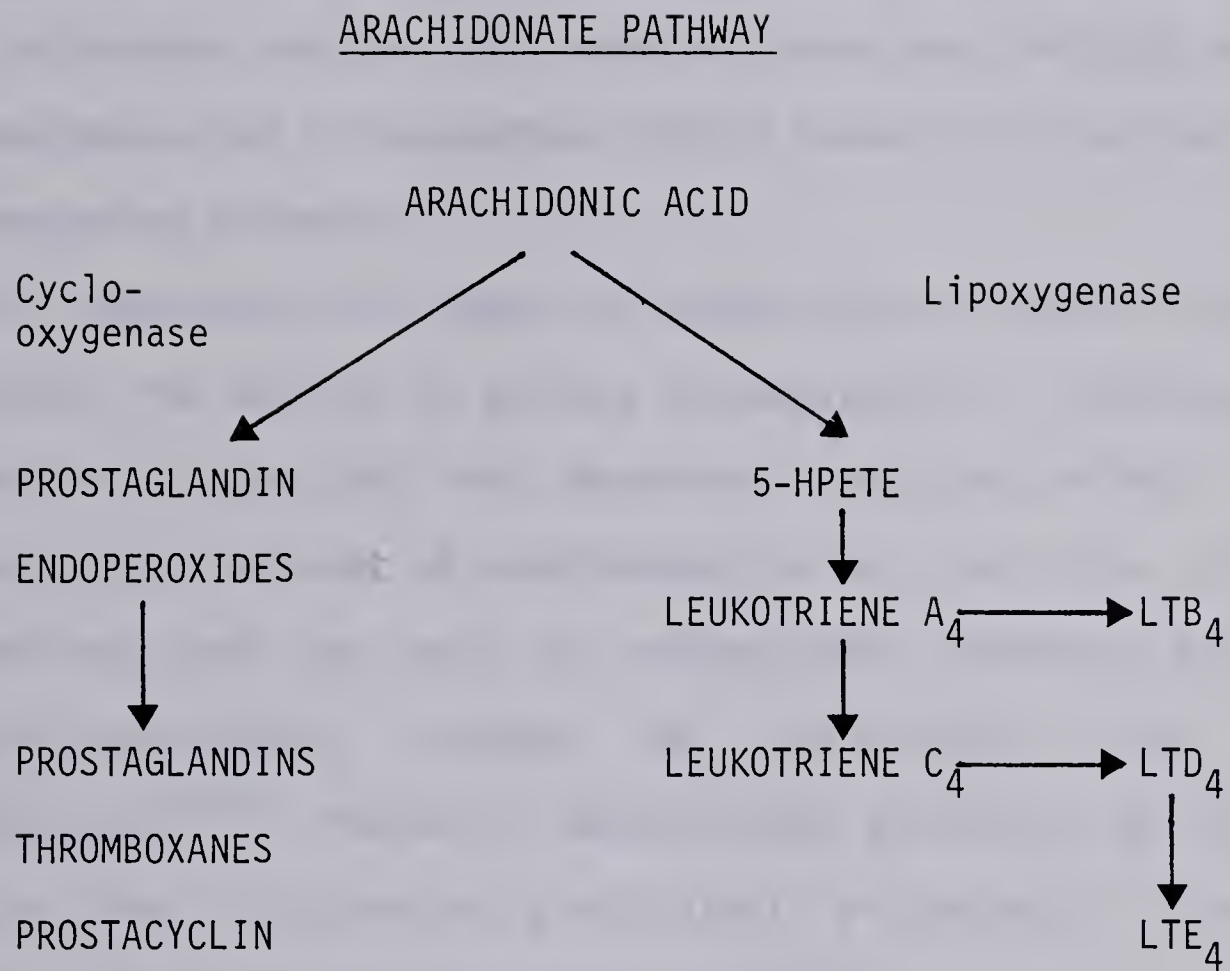 ARACHIDONATE PATHWAY
ARACHIDONIC ACID
Cyclo-
oxygenase
Lipoxygenase
PROSTAGLANDIN
5-HPETE
ENDOPEROXIDES
LEUKOTRIENE A₄
LTB₄
PROSTAGLANDINS
LEUKOTRIENE C₄
LTD₄
THROMBOXANES
PROSTACYCLIN
LTE₄